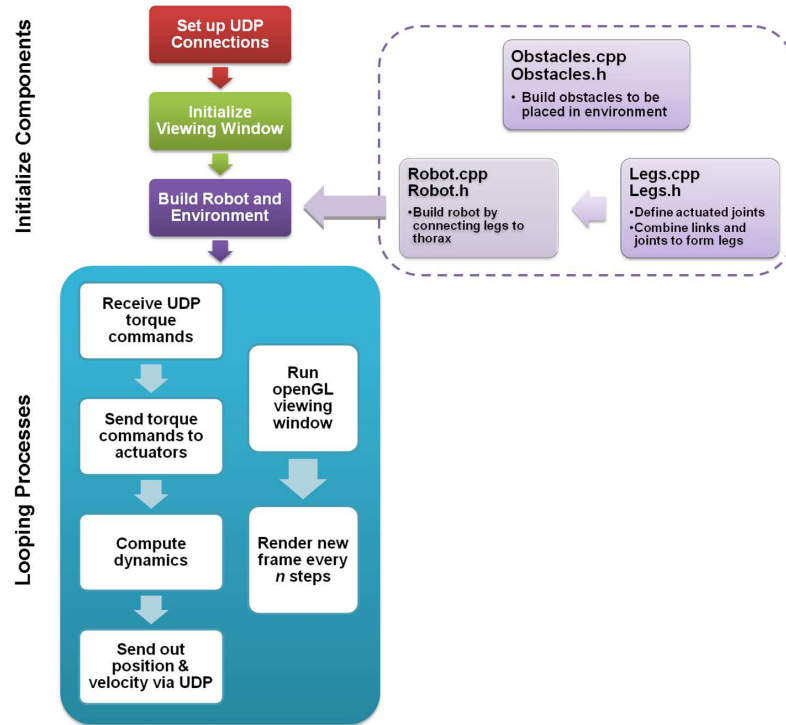 Initialize Components
Set up UDP
Connections
Initialize
Viewing Window
Build Robot and
Environment
Obstacles.cpp
Obstacles.h
• Build obstacles to be
placed in environment
Robot.cpp
Robot.h
•Build robot by
connecting legs to
thorax
Legs.cpp
Legs.h
•Define actuated joints
•Combine links and
joints to form legs
Looping Processes
Receive UDP
torque
commands
Send torque
commands to
actuators
Compute
dynamics
Send out
position &
velocity via UDP
Run
openGL
viewing
window
Render new
frame every
n steps